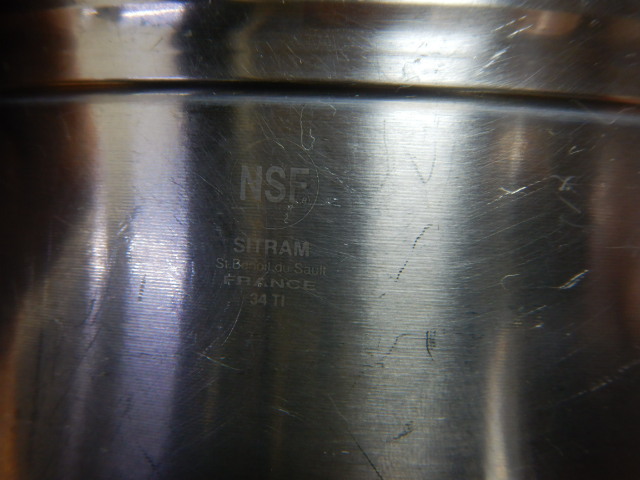 NSF
SITRAM
St Benoit du Sault
FRANCE
34 TI